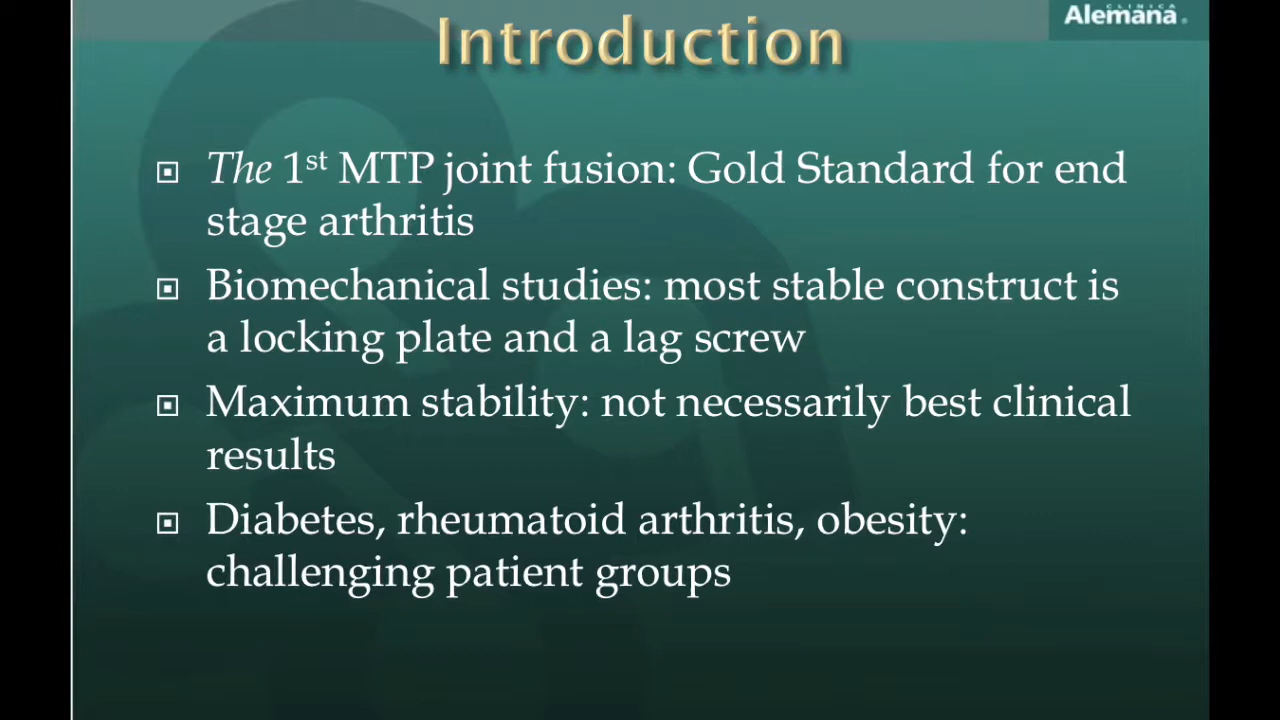 CLINICA
Alemana
Introduction
The 1st MTP joint fusion: Gold Standard for end
stage arthritis
Biomechanical studies: most stable construct is
a locking plate and a lag screw
Maximum stability: not necessarily best clinical
results
Diabetes, rheumatoid arthritis, obesity:
challenging patient groups